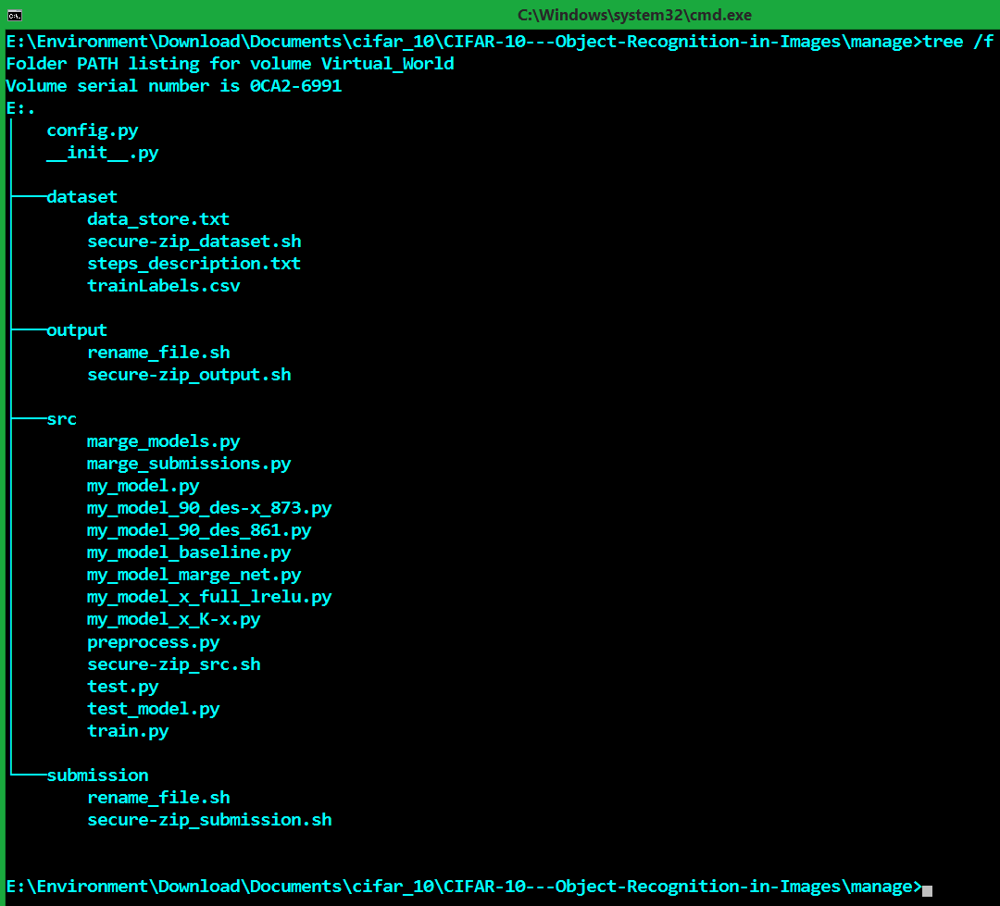 C:\Windows\system32\cmd.exe
E:\Environment\Download\Documents\cifar_10\CIFAR-10---Object-Recognition-in-Images\manage>tree /f
Folder PATH listing for volume Virtual_World
Volume serial number is 0CA2-6991
E:.
│   config.py
│   __init__.py
│
├───dataset
│       data_store.txt
│       secure-zip_dataset.sh
│       steps_description.txt
│       trainLabels.csv
│
├───output
│       rename_file.sh
│       secure-zip_output.sh
│
├───src
│       marge_models.py
│       marge_submissions.py
│       my_model.py
│       my_model_90_des-x_873.py
│       my_model_90_des_861.py
│       my_model_baseline.py
│       my_model_marge_net.py
│       my_model_x_full_lrelu.py
│       my_model_x_K-x.py
│       preprocess.py
│       secure-zip_src.sh
│       test.py
│       test_model.py
│       train.py
│
└───submission
        rename_file.sh
        secure-zip_submission.sh
E:\Environment\Download\Documents\cifar_10\CIFAR-10---Object-Recognition-in-Images\manage>